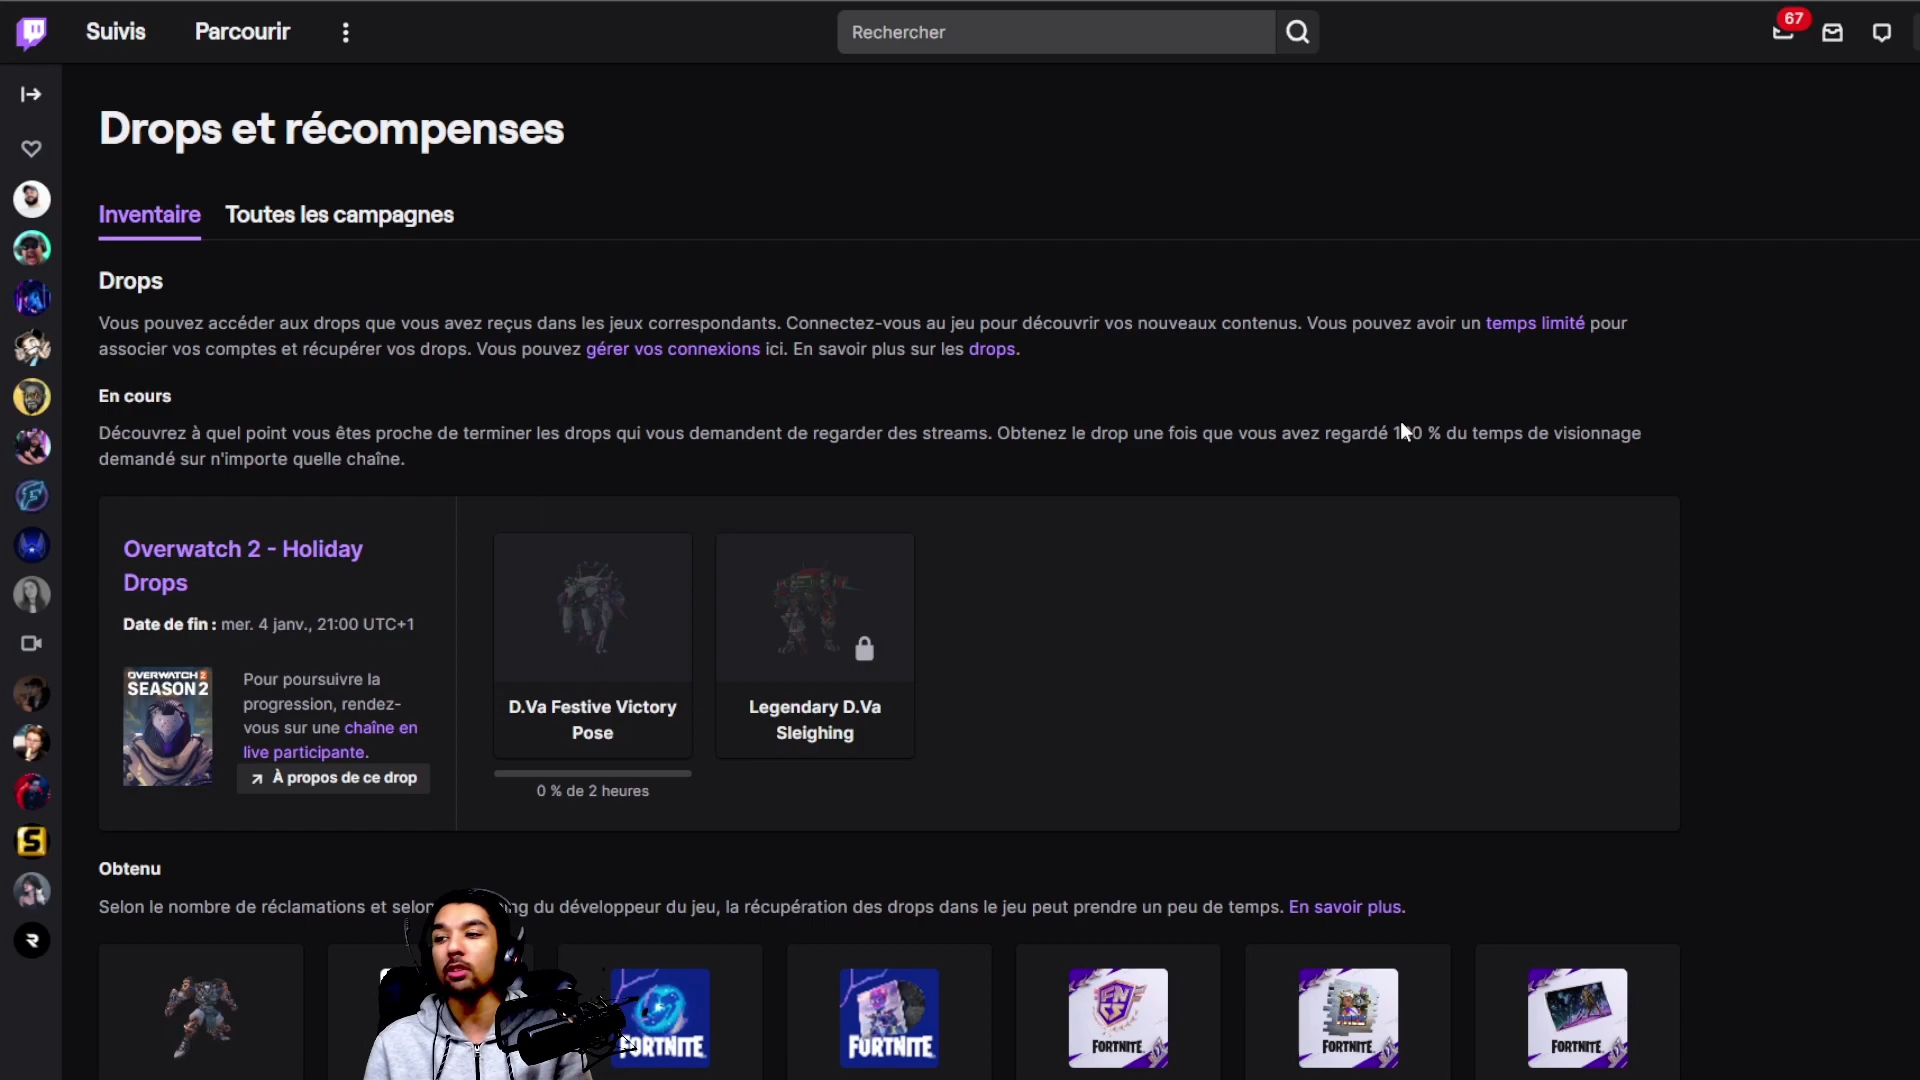 Suivis
Parcourir
Rechercher
67
Drops et récompenses
Inventaire
Toutes les campagnes
Drops
Vous pouvez accéder aux drops que vous avez reçus dans les jeux correspondants. Connectez-vous au jeu pour découvrir vos nouveaux contenus. Vous pouvez avoir un temps limité pour
associer vos comptes et récupérer vos drops. Vous pouvez gérer vos connexions ici. En savoir plus sur les drops.
En cours
Découvrez à quel point vous êtes proche de terminer les drops qui vous demandent de regarder des streams. Obtenez le drop une fois que vous avez regardé 100 % du temps de visionnage
demandé sur n'importe quelle chaîne.
Overwatch 2 - Holiday
Drops
Date de fin : mer. 4 janv., 21:00 UTC+1
OVERWATCH 2
SEASON 2
Pour poursuivre la
progression, rendez-
vous sur une chaîne en
live participante.
À propos de ce drop
D.Va Festive Victory
Pose
0 % de 2 heures
Legendary D.Va
Sleighing
Obtenu
Selon le nombre de réclamations et selon ng du développeur du jeu, la récupération des drops dans le jeu peut prendre un peu de temps. En savoir plus.
FORTNITE
FORTNITE
FORTNITE
FORTNITE
FORTNITE